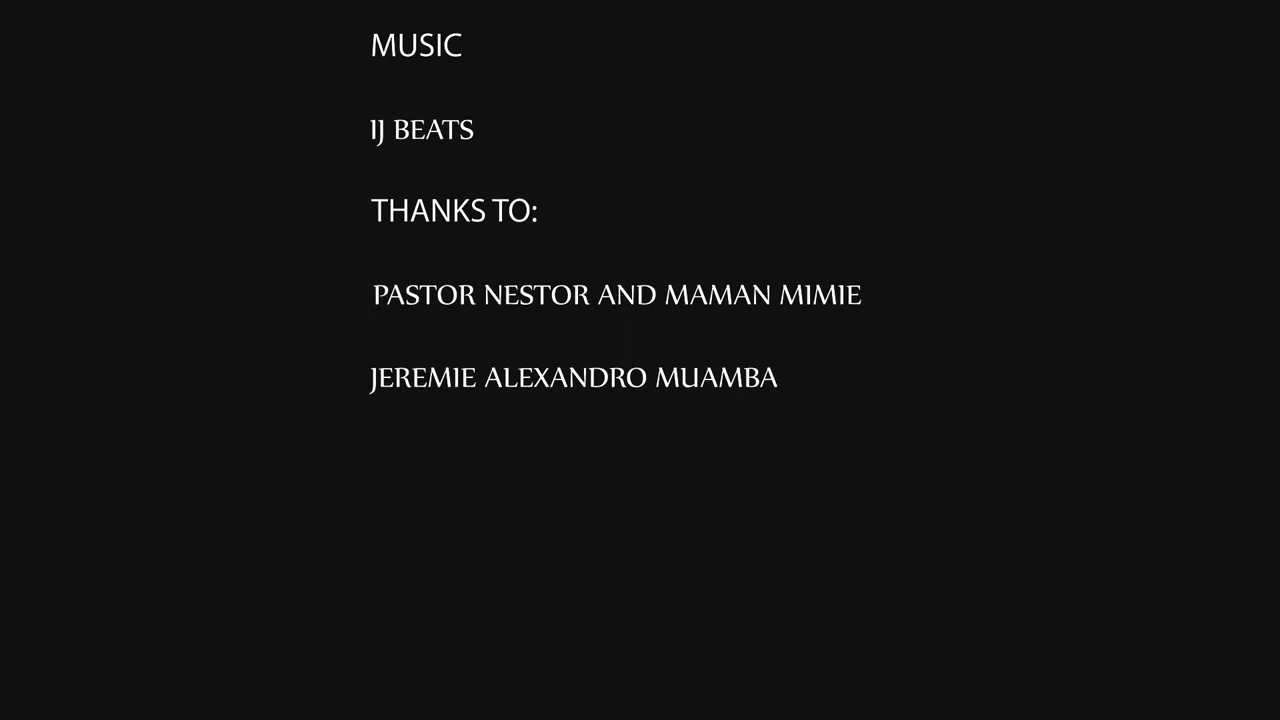 MUSIC
IJ BEATS
THANKS TO:
PASTOR NESTOR AND MAMAN MIMIE
JEREMIE ALEXANDRO MUAMBA